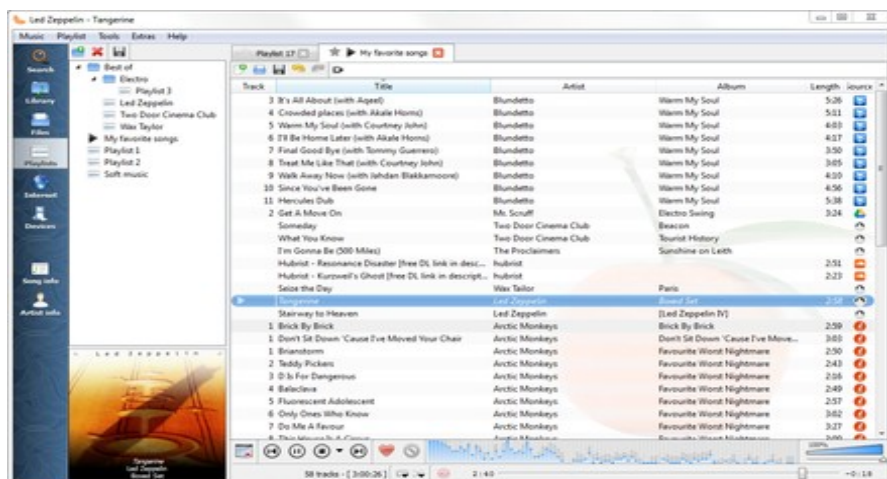 Led Zeppelin - Tangerine
Music Playlist Tools Extras Help
Search
Library
Files
Playlists
Internet
Devices
Song info
Artist info
Best of
Electro
Playlist 3
Led Zeppelin
Two Door Cinema Club
Wax Taylor
My favorite songs
Playlist 1
Playlist 2
Soft music
Playlist 17 My favorite songs
Track Title Artist Album Length Source
3 It's All About (with Aqeel) Blundetto Warm My Soul 5:26
4 Crowded places (with Akale Horns) Blundetto Warm My Soul 5:11
5 Warm My Soul (with Courtney John) Blundetto Warm My Soul 4:03
6 I'll Be Home Later (with Akale Horns) Blundetto Warm My Soul 4:17
7 Final Good Bye (with Tommy Guerrero) Blundetto Warm My Soul 3:50
8 Treat Me Like That (with Courtney John) Blundetto Warm My Soul 3:05
9 Walk Away Now (with Jahdan Blakkamoore) Blundetto Warm My Soul 4:10
10 Since You've Been Gone Blundetto Warm My Soul 4:56
11 Hercules Dub Blundetto Warm My Soul 5:38
2 Get A Move On Mr. Scruff Electro Swing 3:24
Someday Two Door Cinema Club Beacon
What You Know Two Door Cinema Club Tourist History
I'm Gonna Be (500 Miles) The Proclaimers Sunshine on Leith
Hubrist - Resonance Disaster [free DL link in desc... hubrist 2:51
Hubrist - Kurzweil's Ghost [free DL link in descript... hubrist 2:23
Seize the Day Wax Tailor Paris
Tangerine Led Zeppelin Boxed Set 2:58
Stairway to Heaven Led Zeppelin [Led Zeppelin IV]
1 Brick By Brick Arctic Monkeys Brick By Brick 2:59
1 Don't Sit Down 'Cause I've Moved Your Chair Arctic Monkeys Don't Sit Down 'Cause I've Move... 3:03
1 Brianstorm Arctic Monkeys Favourite Worst Nightmare 2:50
2 Teddy Pickers Arctic Monkeys Favourite Worst Nightmare 2:43
3 D Is For Dangerous Arctic Monkeys Favourite Worst Nightmare 2:16
4 Balaclava Arctic Monkeys Favourite Worst Nightmare 2:49
5 Fluorescent Adolescent Arctic Monkeys Favourite Worst Nightmare 2:57
6 Only Ones Who Know Arctic Monkeys Favourite Worst Nightmare 3:02
7 Do Me A Favour Arctic Monkeys Favourite Worst Nightmare 3:27
8 This House Is A Circus Arctic Monkeys Favourite Worst Nightmare
Led Zeppelin
Tangerine
Led Zeppelin
Boxed Set
100%
58 tracks - [ 3:00:26 ] 2:40 -0:18